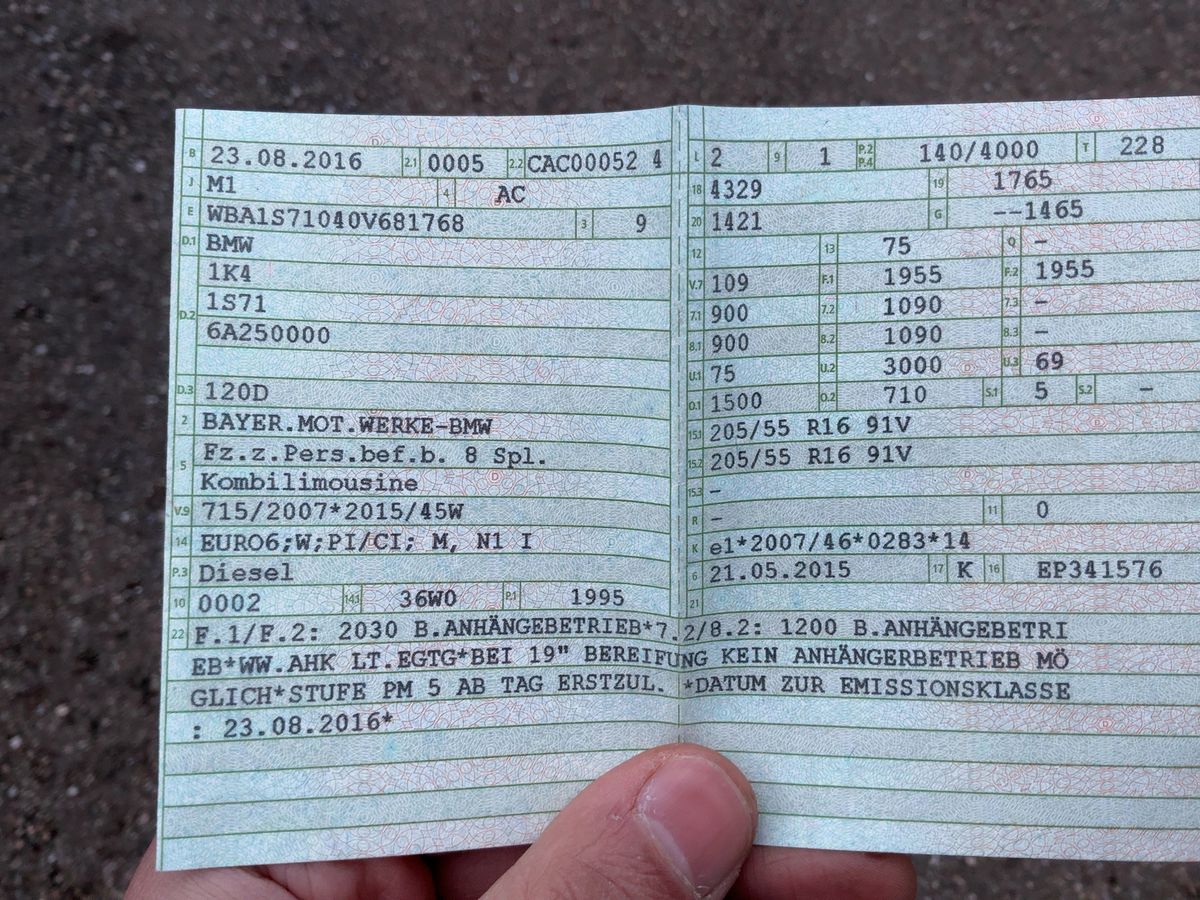 B 23.08.2016 2.1 0005 2.2 CAC00052 4
J M1 4 AC
E WBA1S71040V681768 3 9
D.1 BMW
D.2 1K4
1S71
6A250000
D.3 120D
2 BAYER.MOT.WERKE-BMW
5 Fz.z.Pers.bef.b. 8 Spl.
Kombilimousine
V.9 715/2007*2015/45W
14 EURO6;W;PI/CI; M, N1 I
P.3 Diesel
10 0002 14.1 36W0 P.1 1995
L 2 9 1 P.2 P.4 140/4000 T 228
18 4329 19 1765
20 1421 G --1465
12 13 75 Q -
V.7 109 F.1 1955 F.2 1955
7.1 900 7.2 1090 7.3 -
8.1 900 8.2 1090 8.3 -
U.1 75 U.2 3000 U.3 69
O.1 1500 O.2 710 S.1 5 S.2 -
15.1 205/55 R16 91V
15.2 205/55 R16 91V
15.3 -
R - 11 0
K e1*2007/46*0283*14
6 21.05.2015 17 K 16 EP341576
21
22 F.1/F.2: 2030 B.ANHÄNGEBETRIEB*7.2/8.2: 1200 B.ANHÄNGEBETRI
EB*WW.AHK LT.EGTG*BEI 19" BEREIFUNG KEIN ANHÄNGERBETRIEB MÖ
GLICH*STUFE PM 5 AB TAG ERSTZUL. *DATUM ZUR EMISSIONSKLASSE
: 23.08.2016*